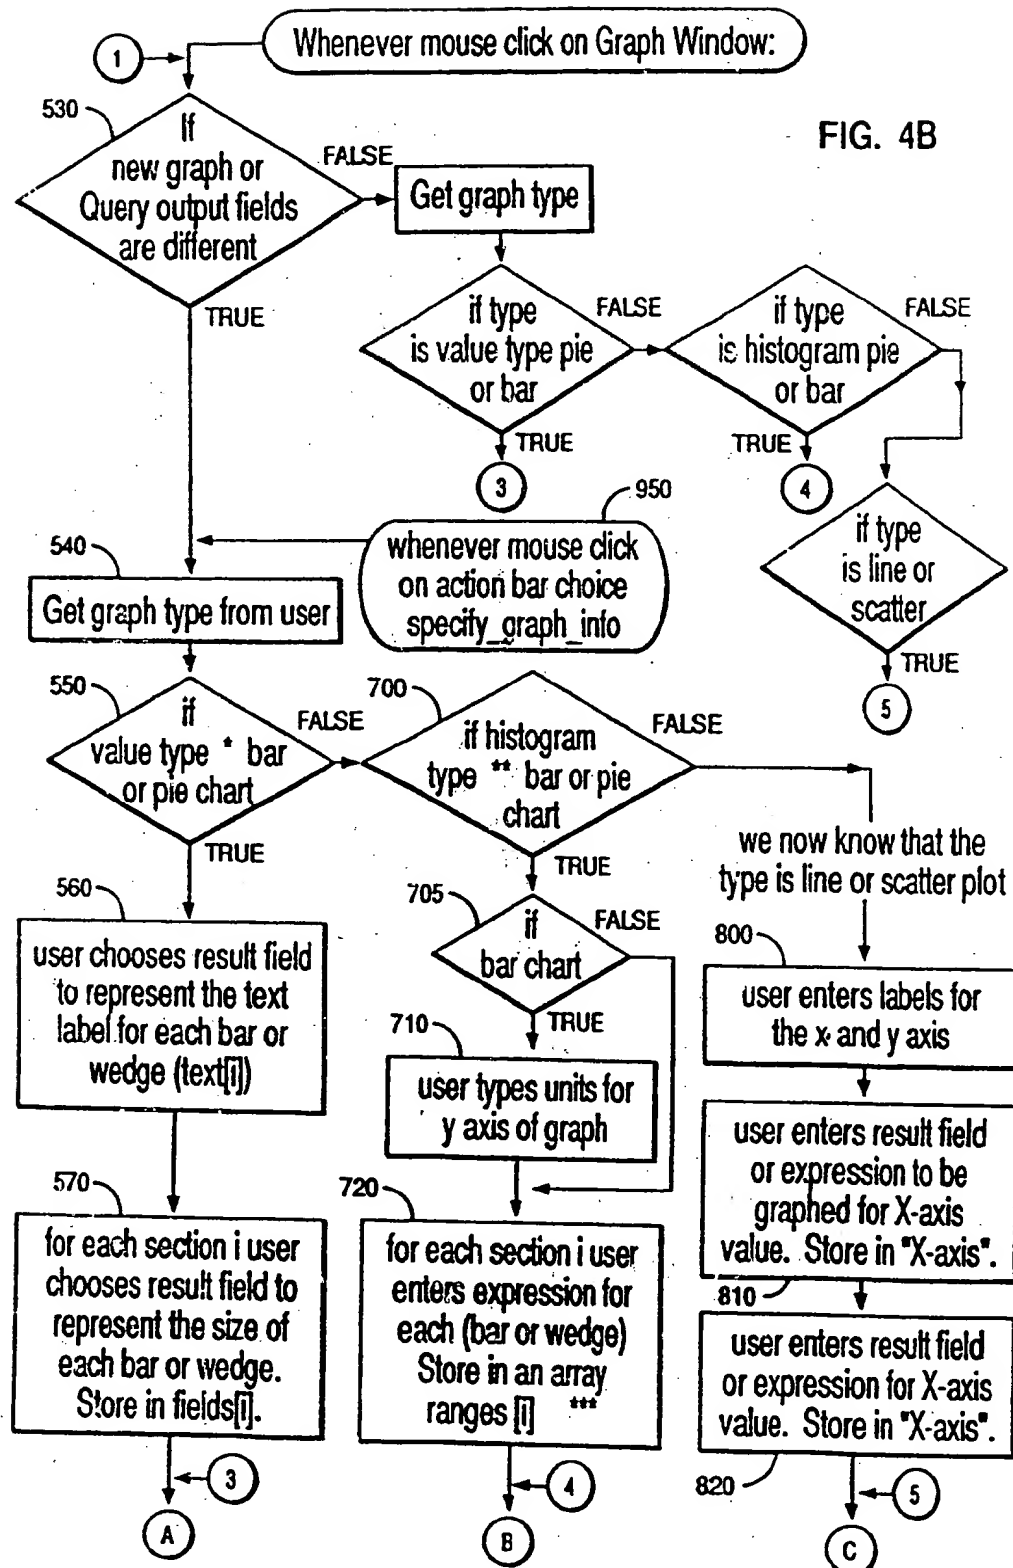 Whenever mouse click on Graph Window:
1
530
If
new graph or
Query output fields
are different
FALSE
TRUE
FIG. 4B
Get graph type
if type
is value type pie
or bar
FALSE
TRUE
3
if type
is histogram pie
or bar
FALSE
TRUE
4
if type
is line or
scatter
TRUE
5
950
whenever mouse click
on action bar choice
specify_graph_info
540
Get graph type from user
550
if
value type * bar
or pie chart
FALSE
TRUE
700
if histogram
type ** bar or pie
chart
FALSE
TRUE
we now know that the
type is line or scatter plot
560
user chooses result field
to represent the text
label for each bar or
wedge (text[i])
705
if
bar chart
FALSE
TRUE
710
user types units for
y axis of graph
800
user enters labels for
the x and y axis
user enters result field
or expression to be
graphed for X-axis
value. Store in "X-axis".
810
570
for each section i user
chooses result field to
represent the size of
each bar or wedge.
Store in fields[i].
720
for each section i user
enters expression for
each (bar or wedge)
Store in an array
ranges [i] ***
user enters result field
or expression for X-axis
value. Store in "X-axis".
820
3
A
4
B
5
C